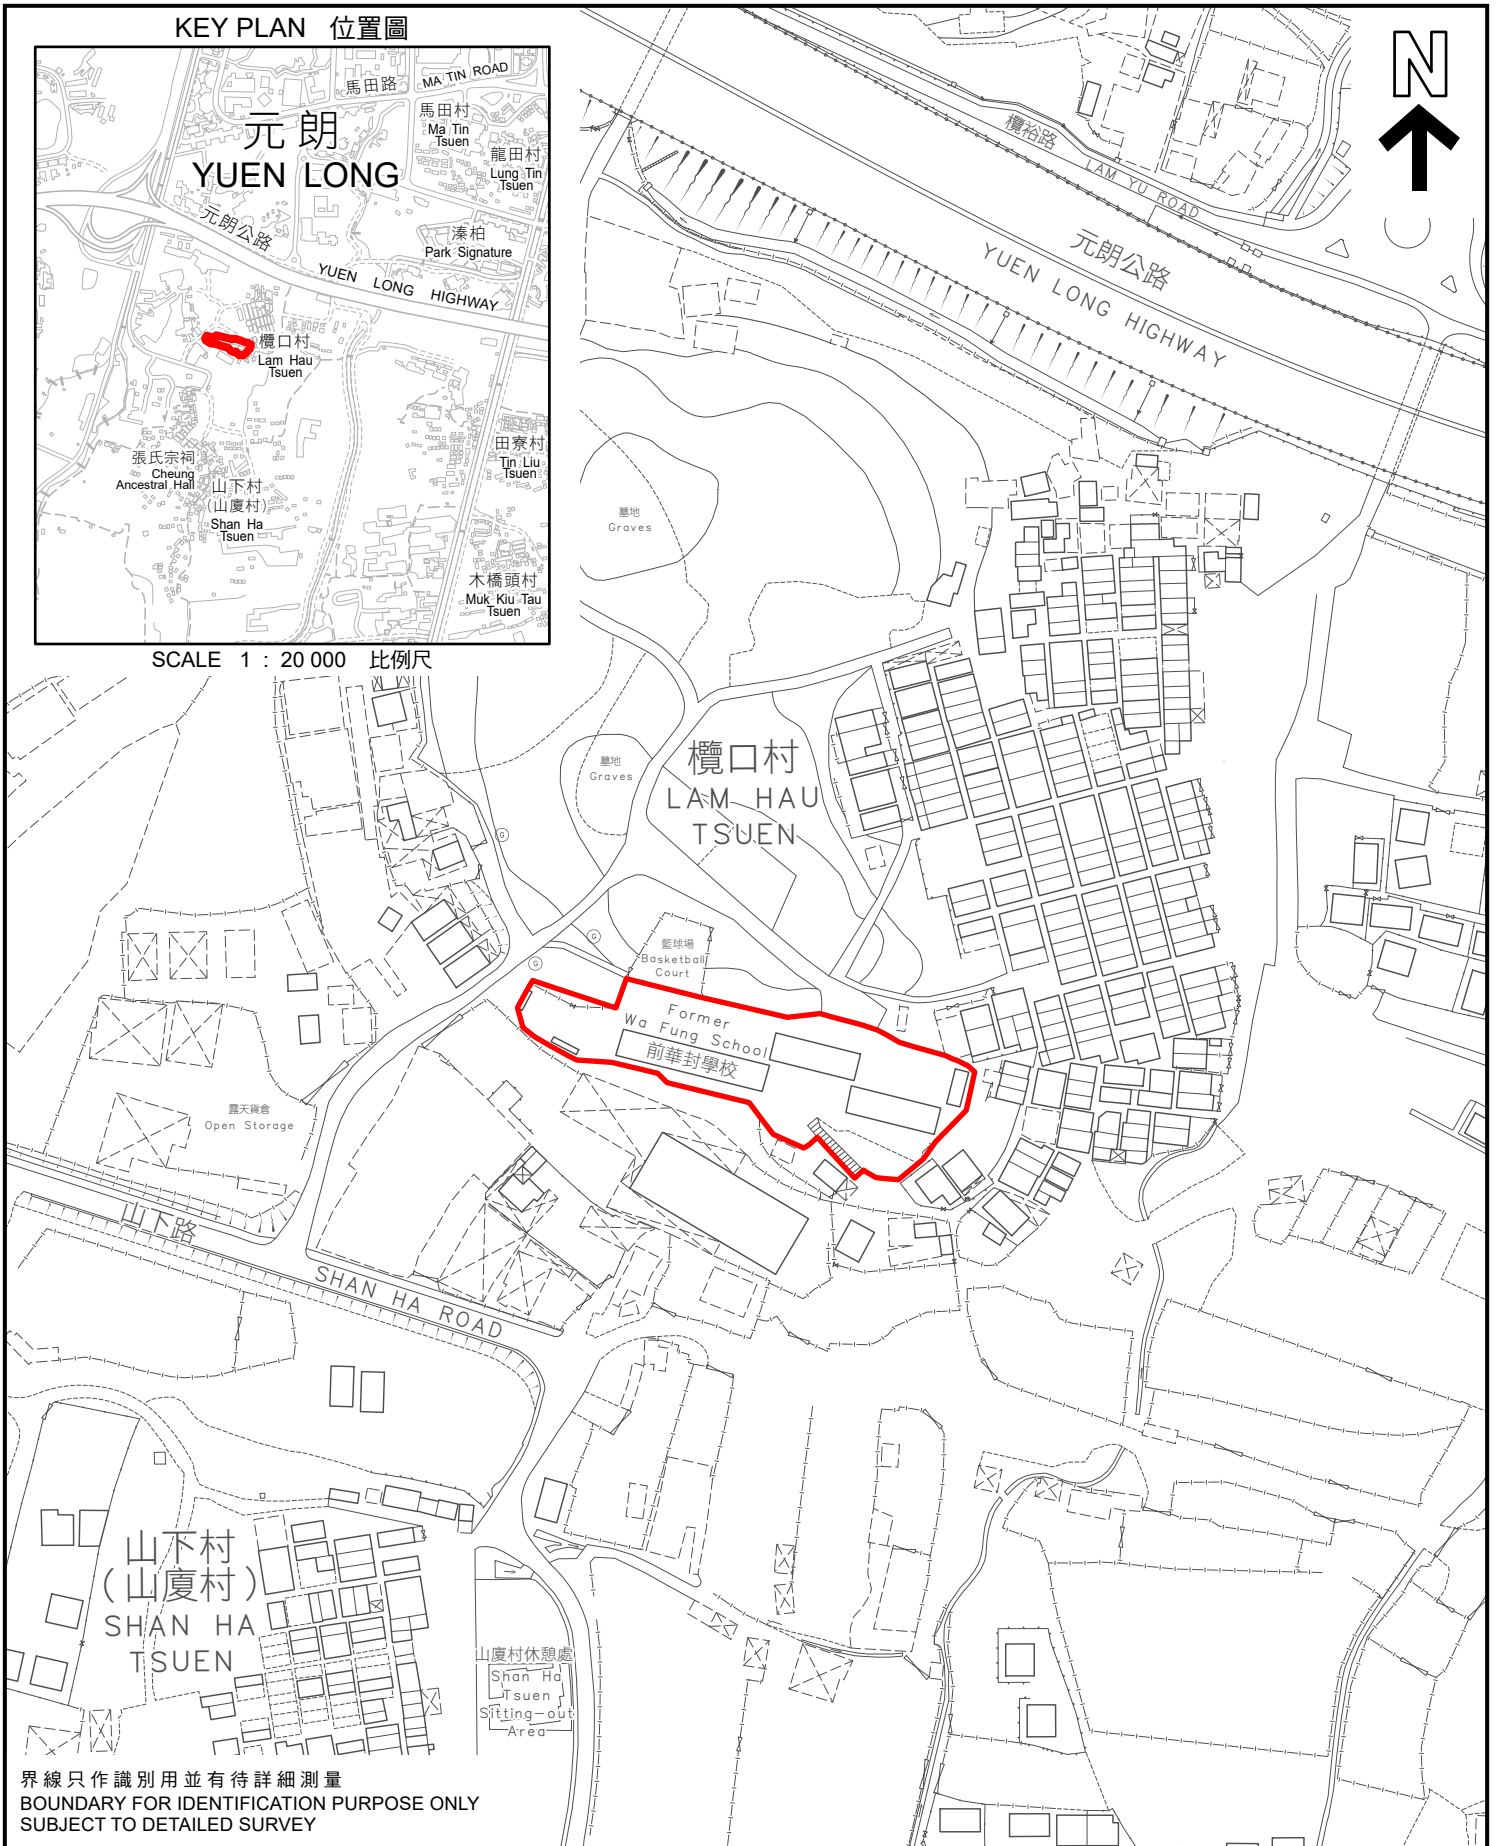 KEY PLAN 位置圖
馬田路
MA TIN ROAD
元朗
YUEN LONG
馬田村
Ma Tin
Tsuen
龍田村
Lung Tin
Tsuen
元朗公路
YUEN LONG HIGHWAY
溱柏
Park Signature
欖口村
Lam Hau
Tsuen
張氏宗祠
Cheung
Ancestral Hall
山下村
(山廈村)
Shan Ha
Tsuen
田寮村
Tin Liu
Tsuen
木橋頭村
Muk Kiu Tau
Tsuen
SCALE 1 : 20 000 比例尺
N
欖裕路
LAM YU ROAD
元朗公路
YUEN LONG HIGHWAY
墓地
Graves
墓地
Graves
欖口村
LAM HAU
TSUEN
G
G
G
籃球場
Basketball
Court
Former
Wa Fung School
前華封學校
露天貨倉
Open Storage
山下路
SHAN HA ROAD
山下村
(山廈村)
SHAN HA
TSUEN
山廈村休憩處
Shan Ha
Tsuen
Sitting-out
Area
界線只作識別用並有待詳細測量
BOUNDARY FOR IDENTIFICATION PURPOSE ONLY
SUBJECT TO DETAILED SURVEY